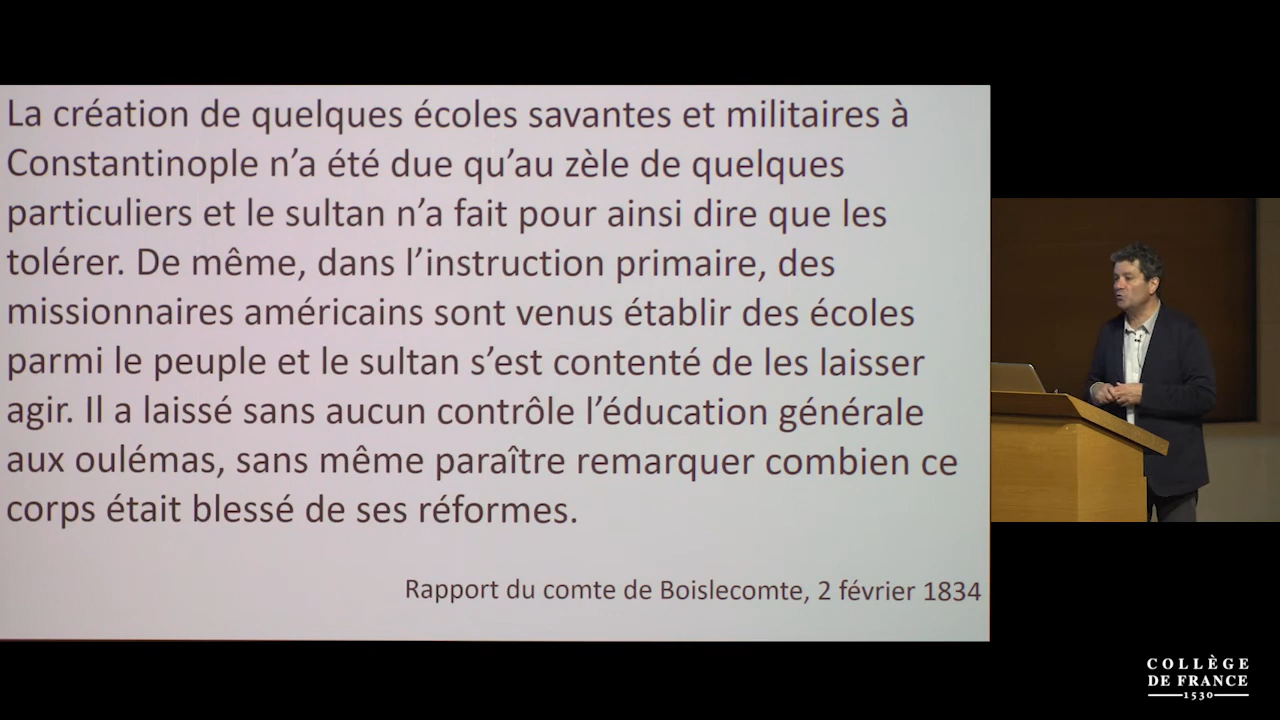 La création de quelques écoles savantes et militaires à
Constantinople n’a été due qu’au zèle de quelques
particuliers et le sultan n’a fait pour ainsi dire que les
tolérer. De même, dans l’instruction primaire, des
missionnaires américains sont venus établir des écoles
parmi le peuple et le sultan s’est contenté de les laisser
agir. Il a laissé sans aucun contrôle l’éducation générale
aux oulémas, sans même paraître remarquer combien ce
corps était blessé de ses réformes.
Rapport du comte de Boislecomte, 2 février 1834
COLLÈGE
DE FRANCE
1530